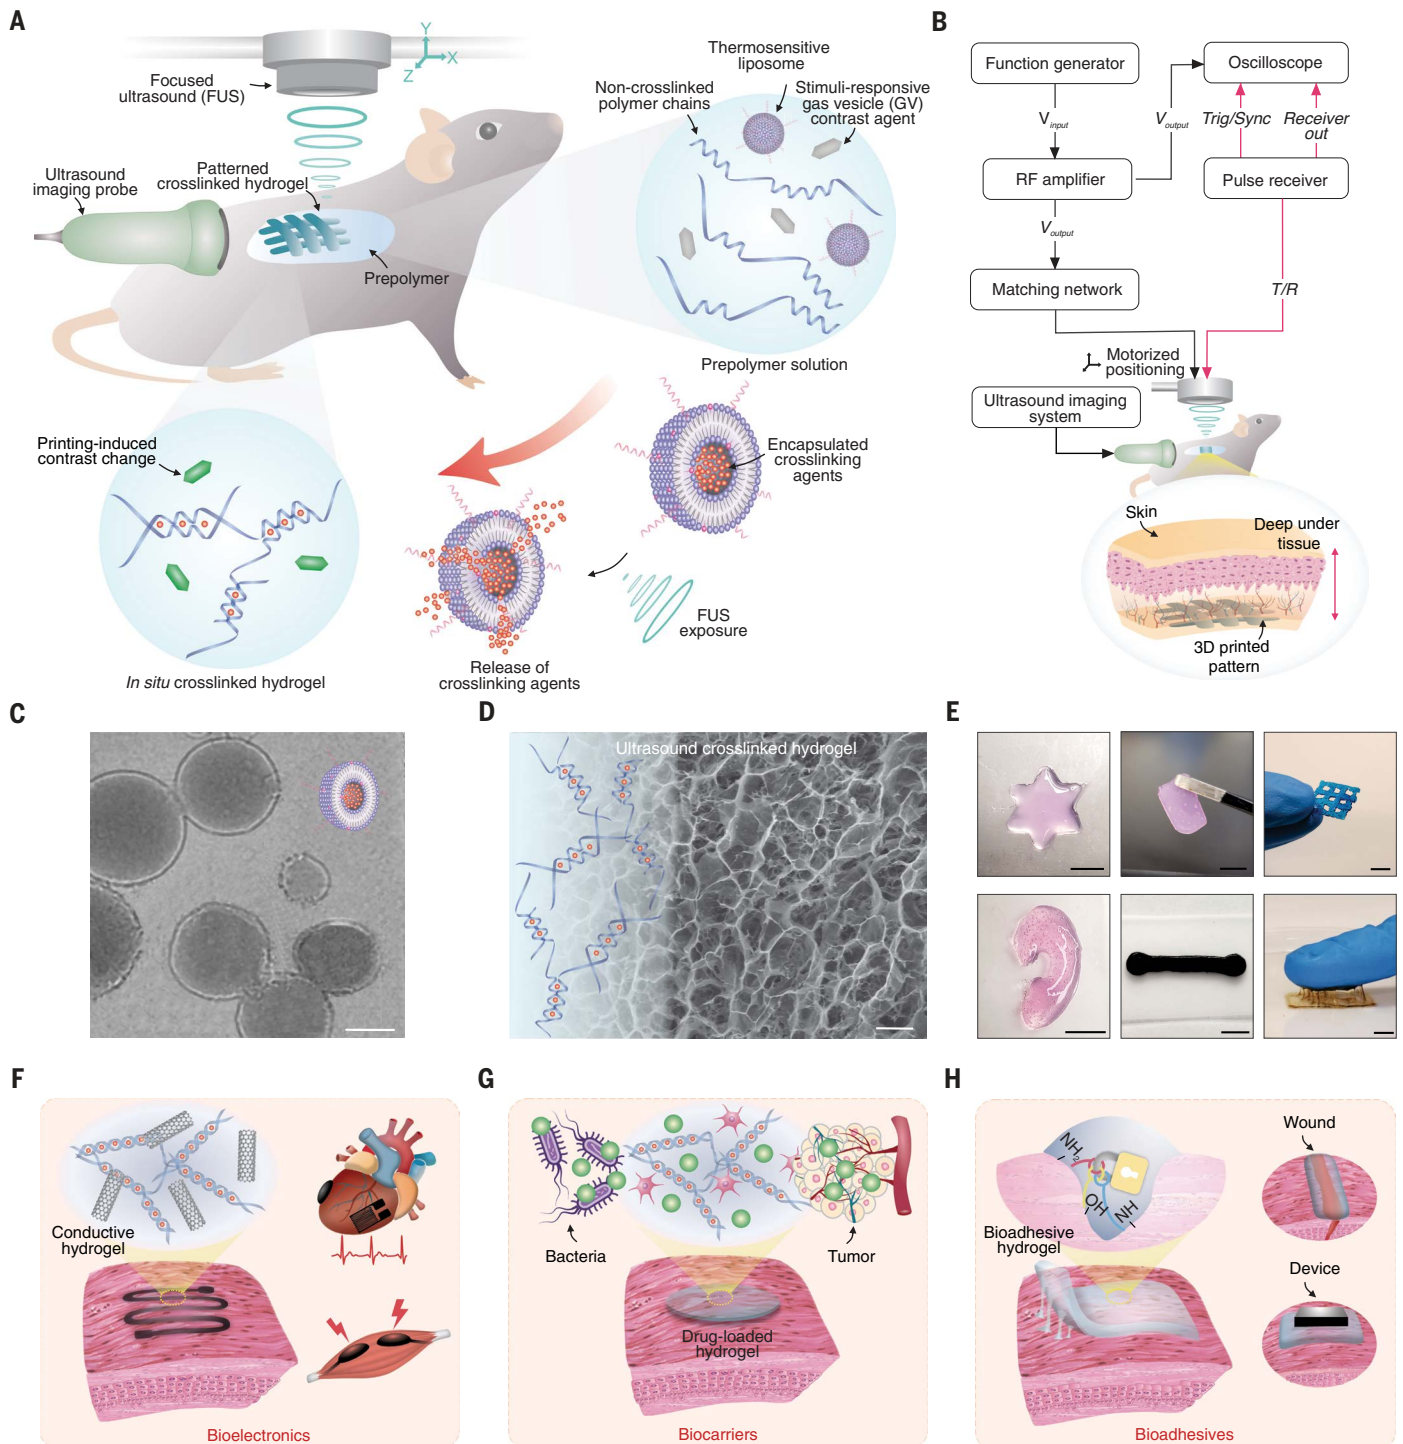 A
Y
X
Z
Focused
ultrasound (FUS)
Thermosensitive
liposome
Non-crosslinked
polymer chains
Stimuli-responsive
gas vesicle (GV)
contrast agent
Ultrasound
imaging probe
Patterned
crosslinked hydrogel
Prepolymer
Prepolymer solution
Printing-induced
contrast change
Encapsulated
crosslinking
agents
FUS
exposure
Release of
crosslinking agents
In situ crosslinked hydrogel
B
Function generator
Oscilloscope
Vinput
Voutput
Trig/Sync
Receiver
out
RF amplifier
Pulse receiver
Voutput
Matching network
T/R
Motorized
positioning
Ultrasound imaging
system
Skin
Deep under
tissue
3D printed
pattern
C
D
Ultrasound crosslinked hydrogel
E
F
Conductive
hydrogel
Bioelectronics
G
Bacteria
Tumor
Drug-loaded
hydrogel
Biocarriers
H
NH2
OH
NH
Bioadhesive
hydrogel
Wound
Device
Bioadhesives